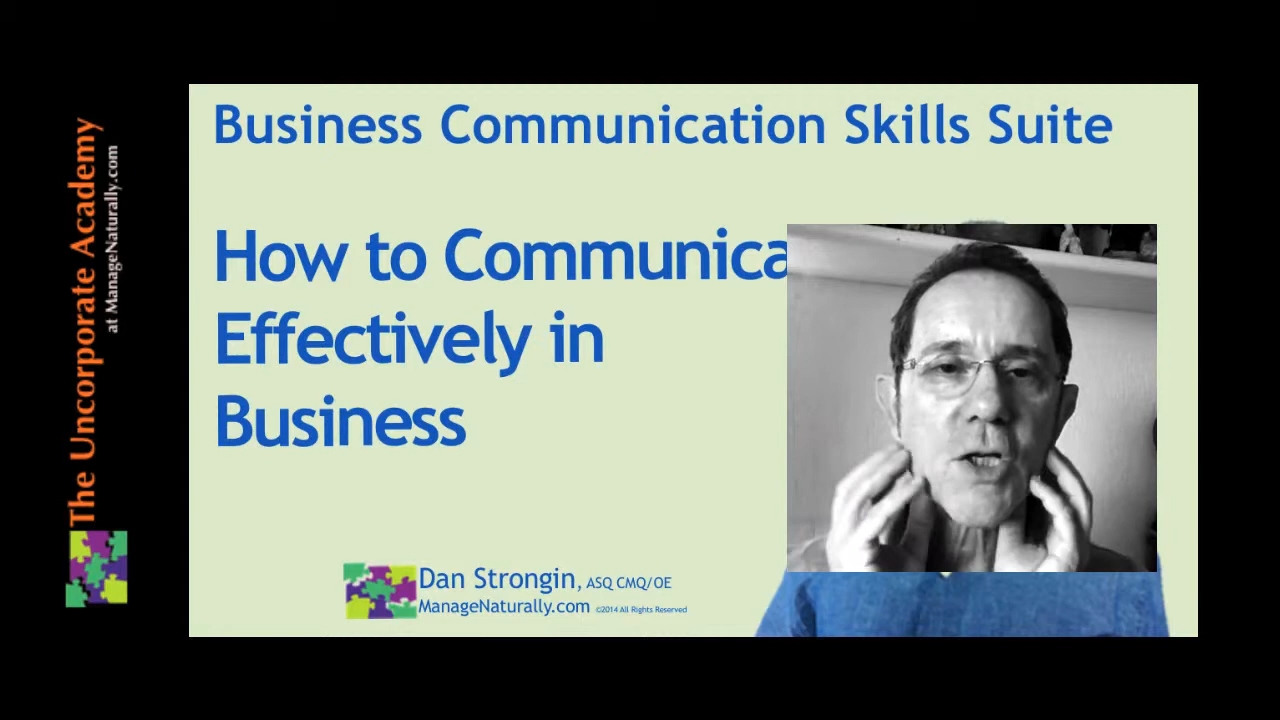 The Uncorporate Academy
at ManageNaturally.com
Business Communication Skills Suite
How to Communica
Effectively in
Business
Dan Strongin, ASQ CMQ/OE
ManageNaturally.com ©2014 All Rights Reserved